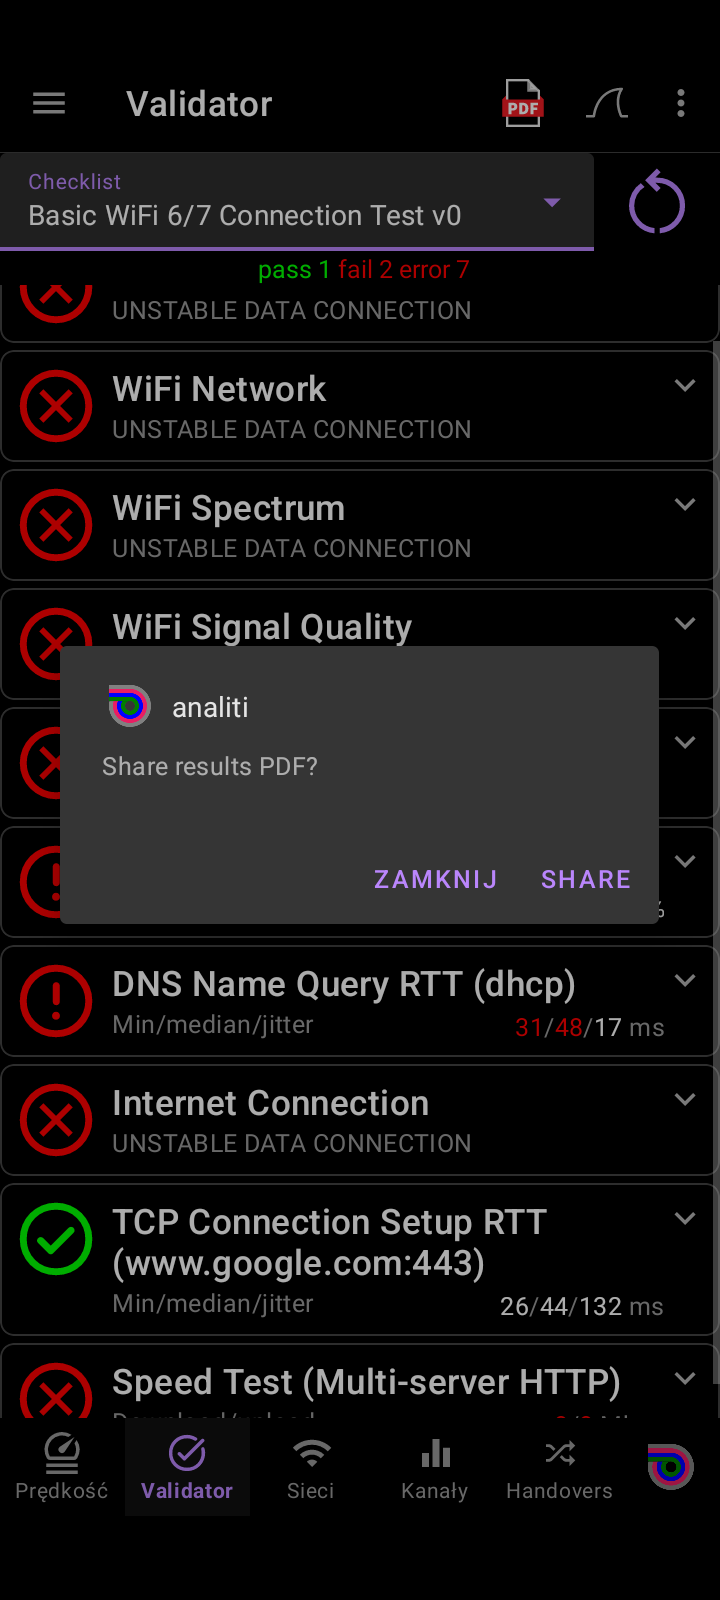 Validator
PDF
Checklist
Basic WiFi 6/7 Connection Test v0
pass 1 fail 2 error 7
UNSTABLE DATA CONNECTION
WiFi Network
UNSTABLE DATA CONNECTION
WiFi Spectrum
UNSTABLE DATA CONNECTION
WiFi Signal Quality
analiti
Share results PDF?
ZAMKNIJ SHARE
%
DNS Name Query RTT (dhcp)
Min/median/jitter 31/48/17 ms
Internet Connection
UNSTABLE DATA CONNECTION
TCP Connection Setup RTT
(www.google.com:443)
Min/median/jitter 26/44/132 ms
Speed Test (Multi-server HTTP)
Prędkość Validator Sieci Kanały Handovers